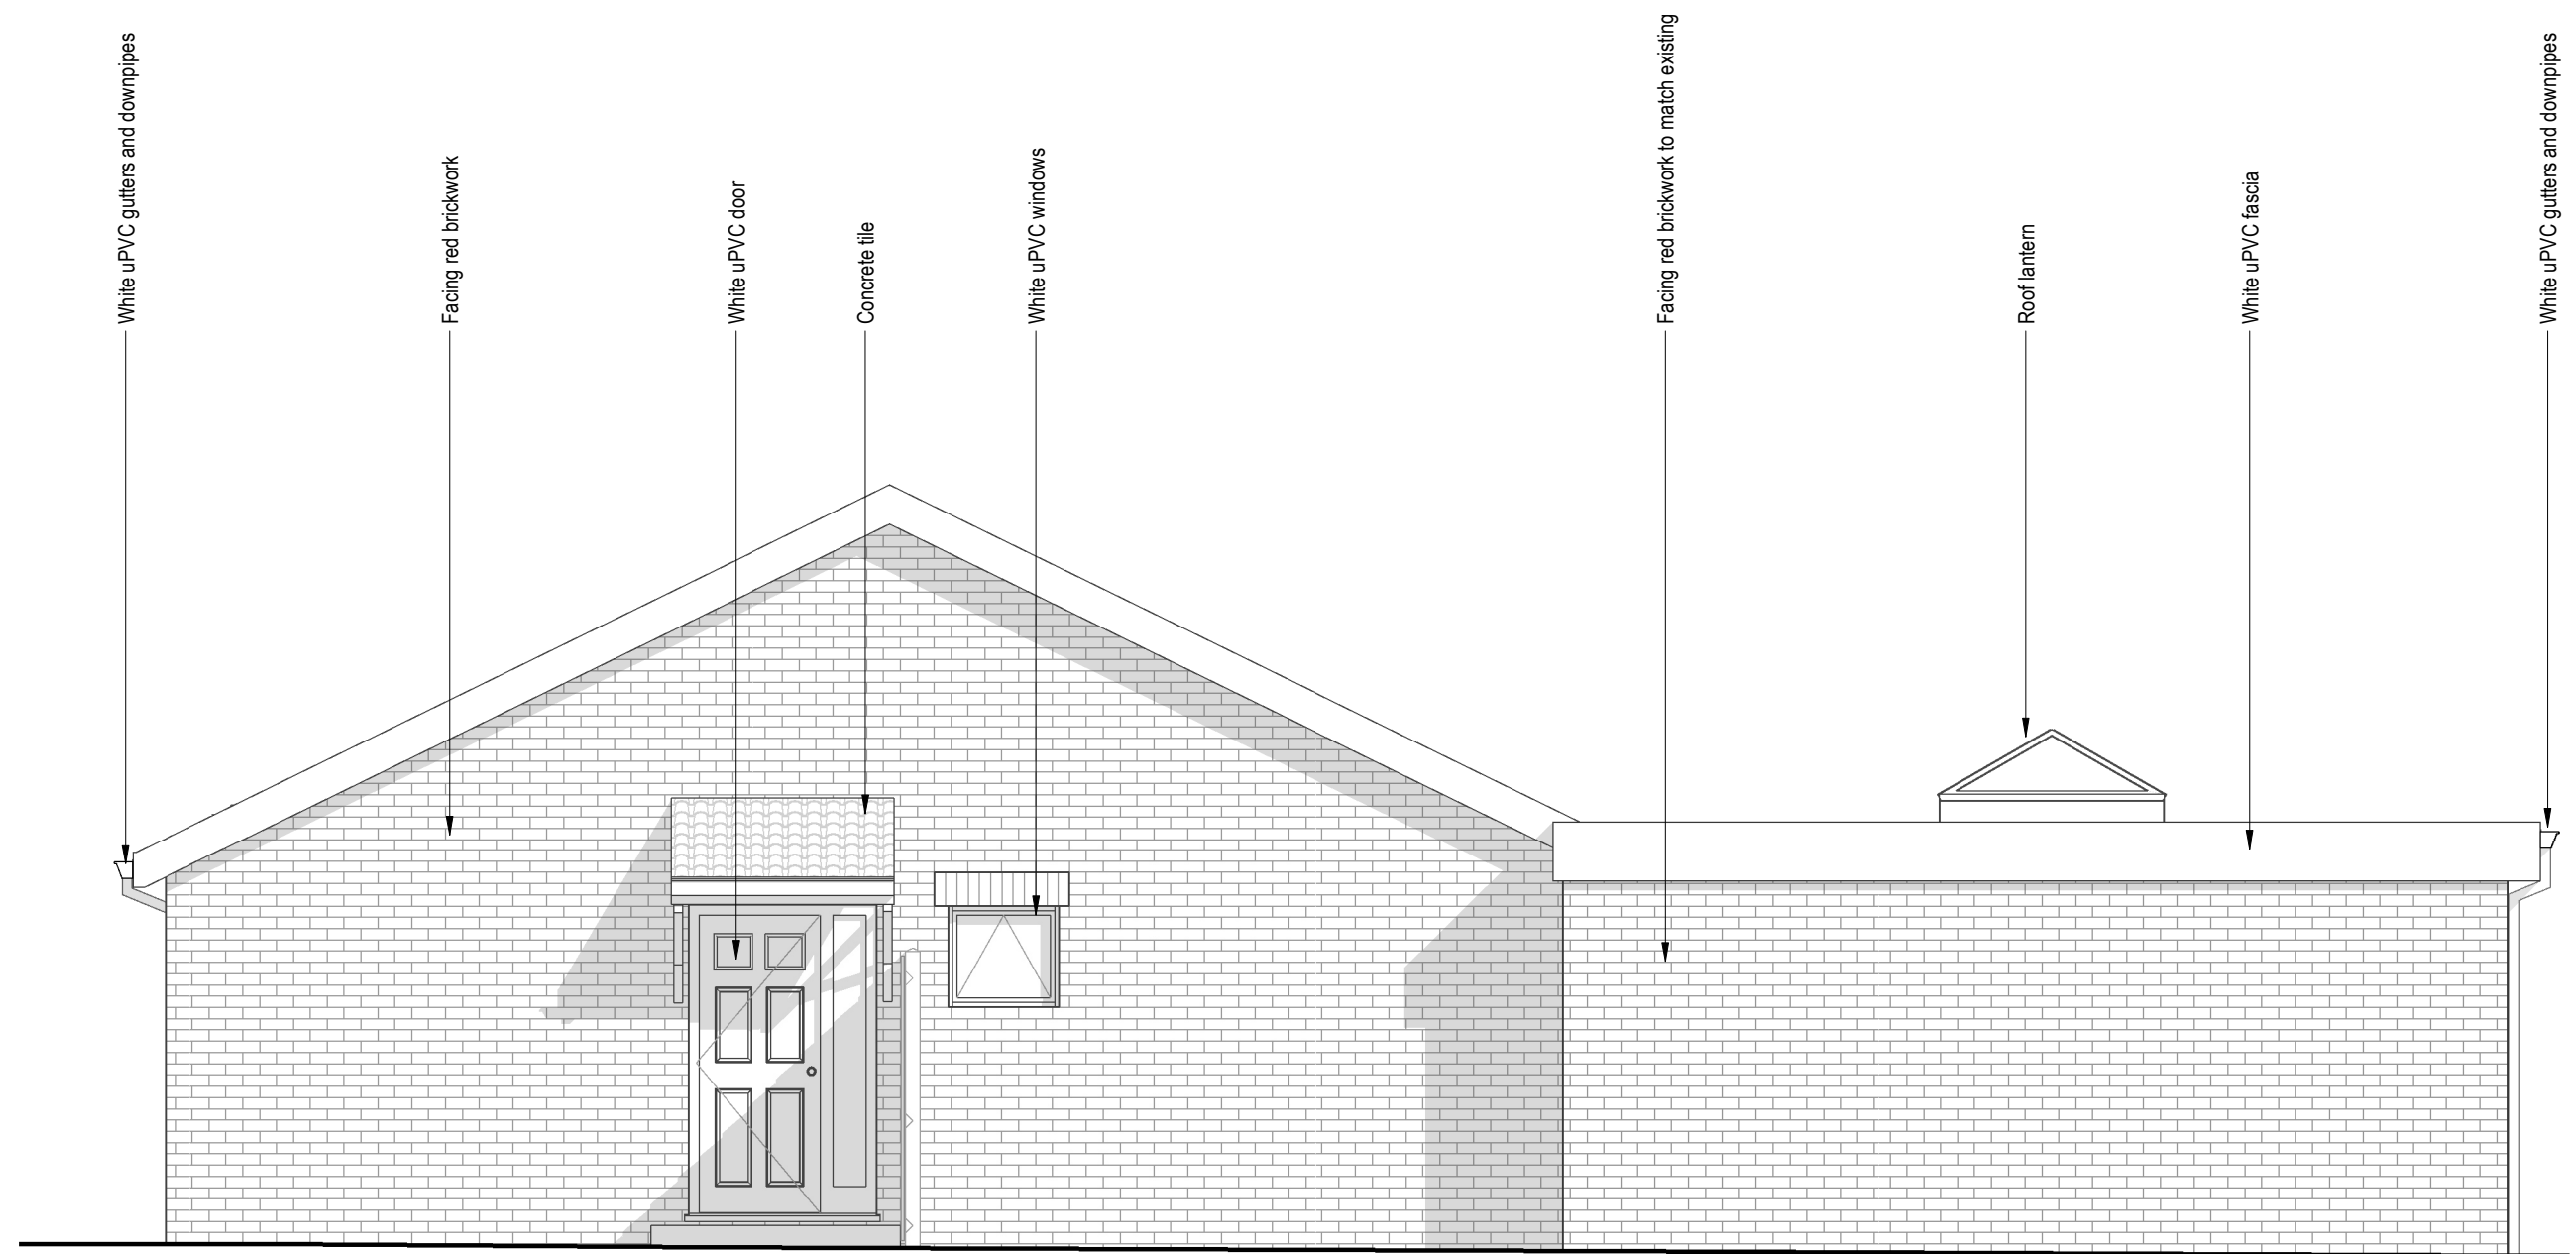 White uPVC gutters and downpipes
Facing red brickwork
White uPVC door
Concrete tile
White uPVC windows
Facing red brickwork to match existing
Roof lantern
White uPVC fascia
White uPVC gutters and downpipes